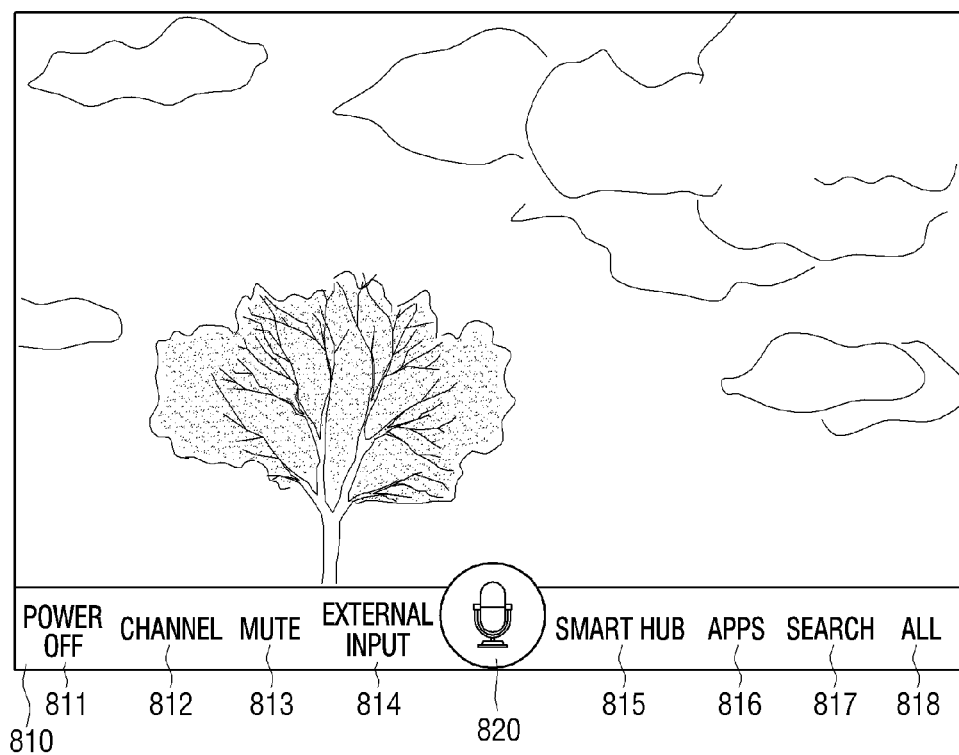 POWER
OFF
CHANNEL
MUTE
EXTERNAL
INPUT
SMART HUB
APPS
SEARCH
ALL
811
812
813
814
820
815
816
817
818
810